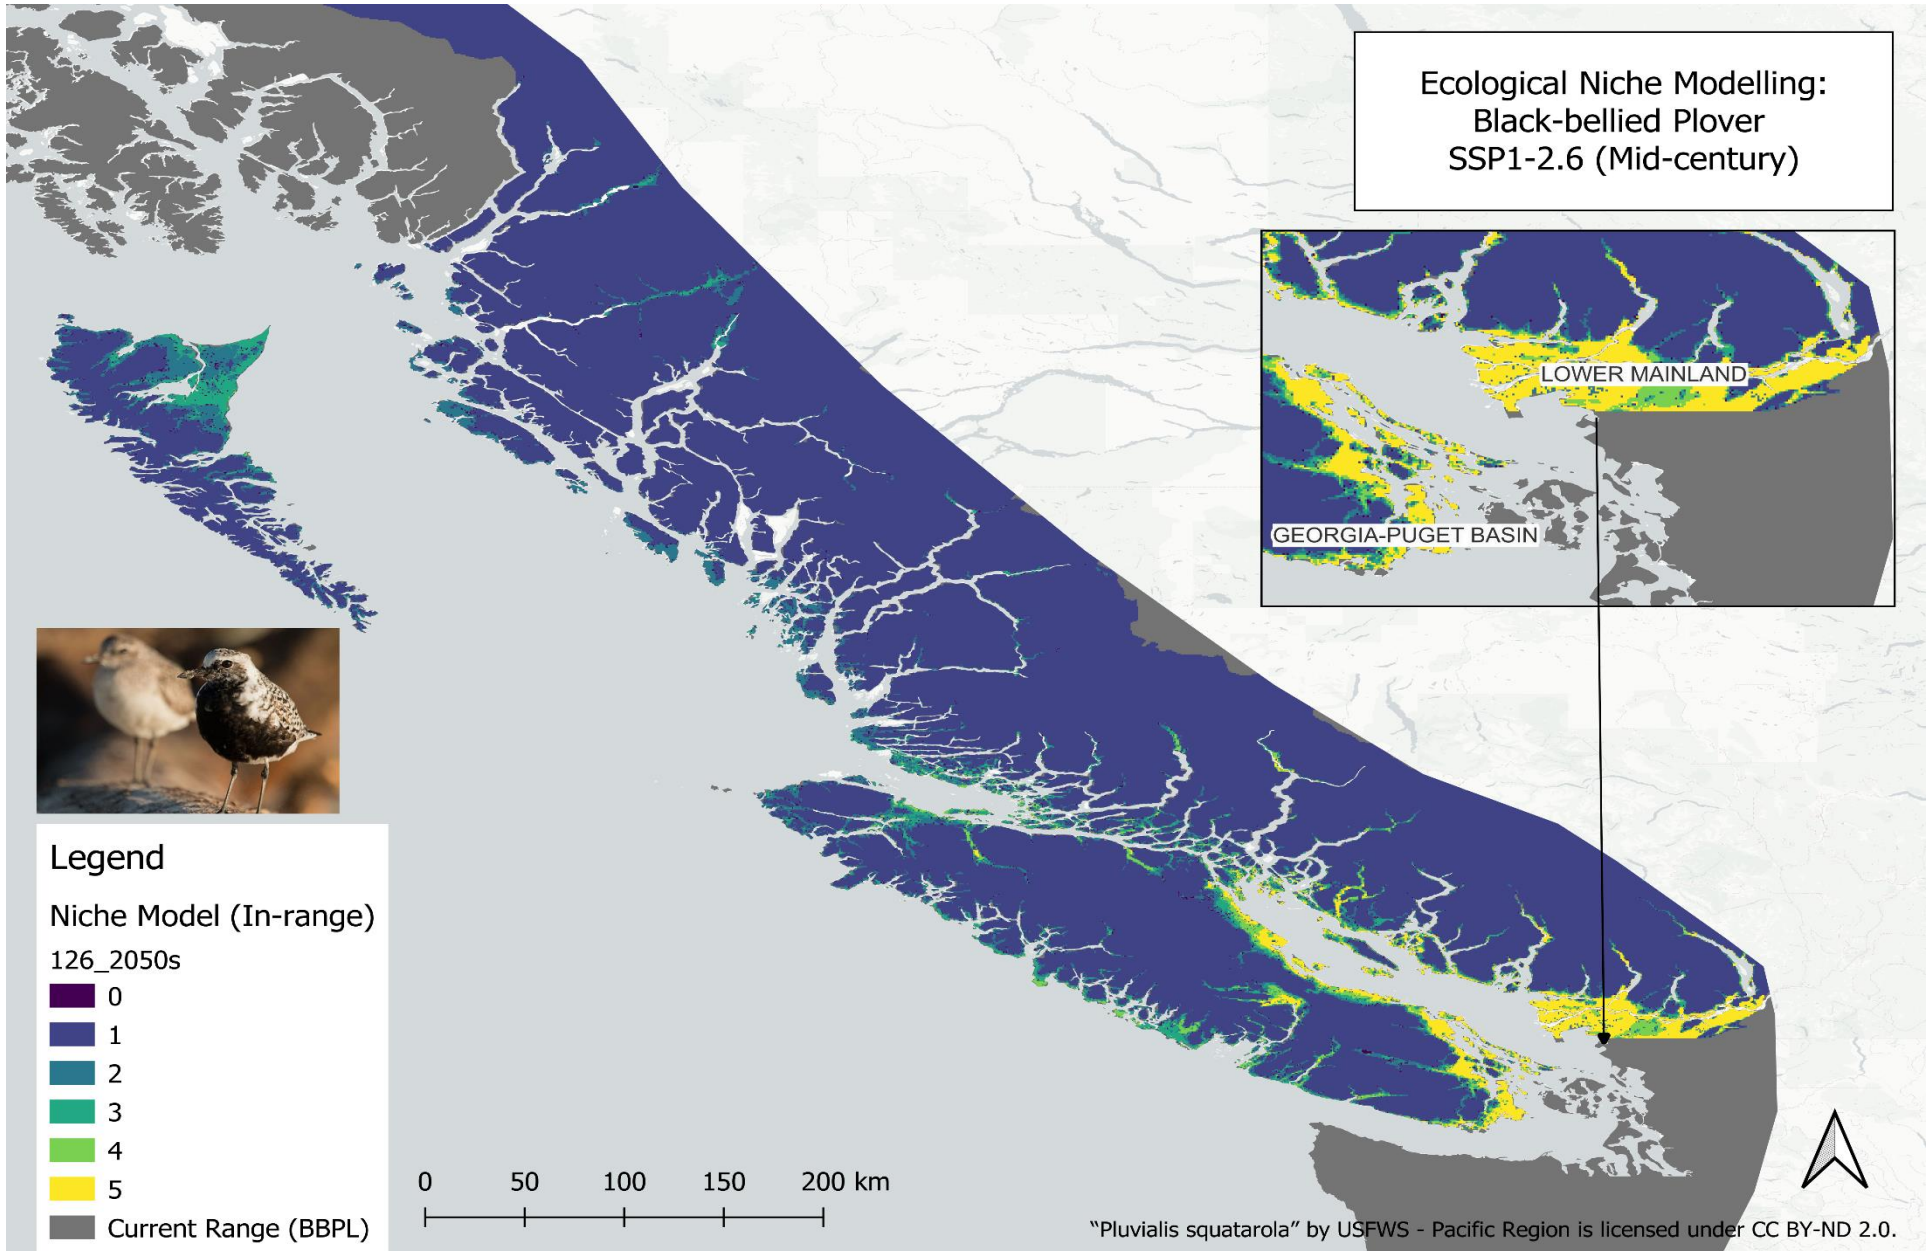 Ecological Niche Modelling:
Black-bellied Plover
SSP1-2.6 (Mid-century)
LOWER MAINLAND
GEORGIA-PUGET BASIN
Legend
Niche Model (In-range)
126_2050s
0
1
2
3
4
5
Current Range (BBPL)
0 50 100 150 200 km
“Pluvialis squatarola” by USFWS - Pacific Region is licensed under CC BY-ND 2.0.